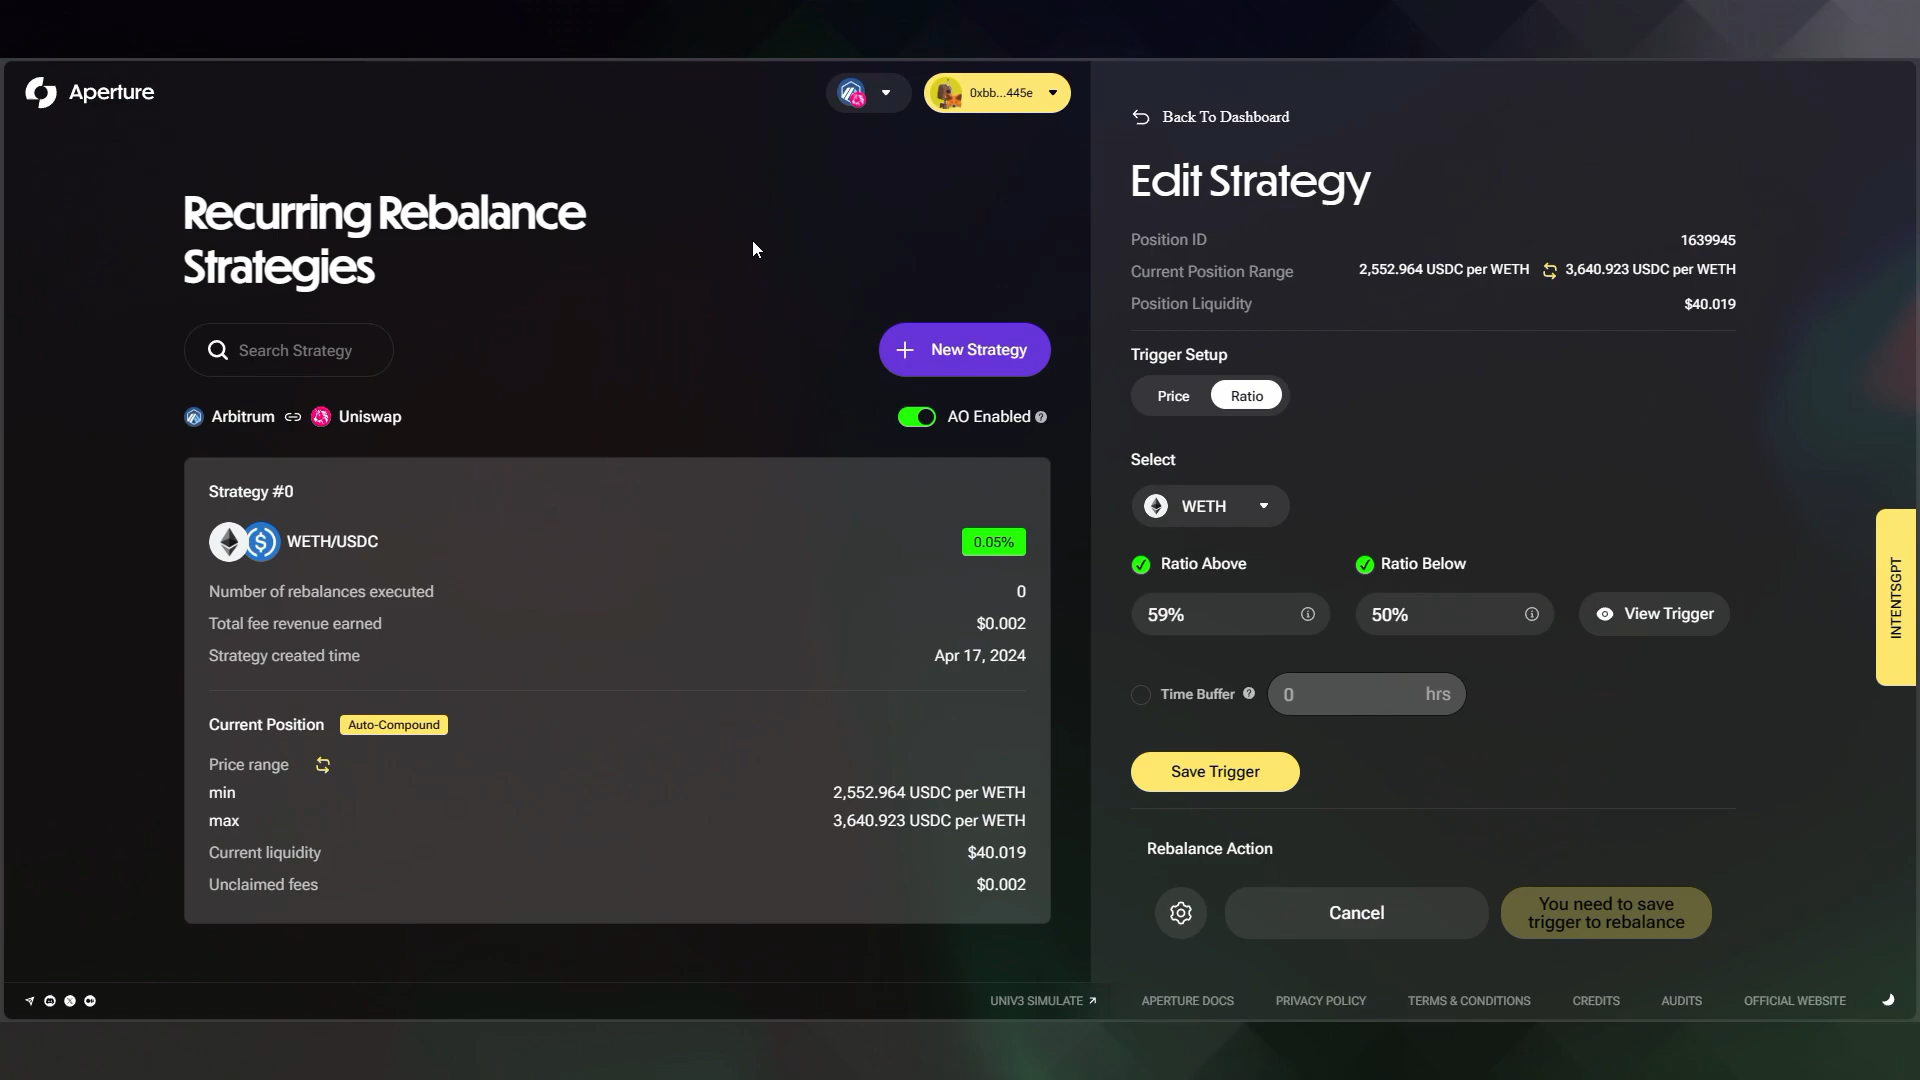 Aperture
0xbb...445e
Recurring Rebalance
Strategies
Search Strategy
New Strategy
Arbitrum
Uniswap
AO Enabled
Strategy #0
WETH/USDC
0.05%
Number of rebalances executed
0
Total fee revenue earned
$0.002
Strategy created time
Apr 17, 2024
Current Position
Auto-Compound
Price range
min
2,552.964 USDC per WETH
max
3,640.923 USDC per WETH
Current liquidity
$40.019
Unclaimed fees
$0.002
Back To Dashboard
Edit Strategy
Position ID
1639945
Current Position Range
2,552.964 USDC per WETH
3,640.923 USDC per WETH
Position Liquidity
$40.019
Trigger Setup
Price
Ratio
Select
WETH
Ratio Above
Ratio Below
59%
50%
View Trigger
Time Buffer
0
hrs
Save Trigger
Rebalance Action
Cancel
You need to save
trigger to rebalance
INTENTSGPT
UNIV3 SIMULATE
APERTURE DOCS
PRIVACY POLICY
TERMS & CONDITIONS
CREDITS
AUDITS
OFFICIAL WEBSITE